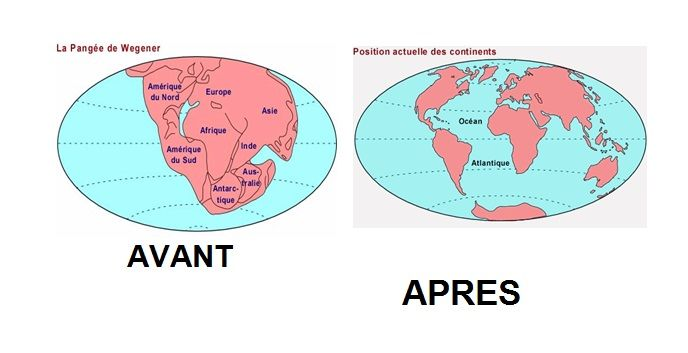 La Pangée de Wegener
Amérique
du Nord
Europe
Asie
Afrique
Inde
Amérique
du Sud
Aus-
tralie
Antarc-
tique
AVANT
Position actuelle des continents
Océan
Atlantique
APRES